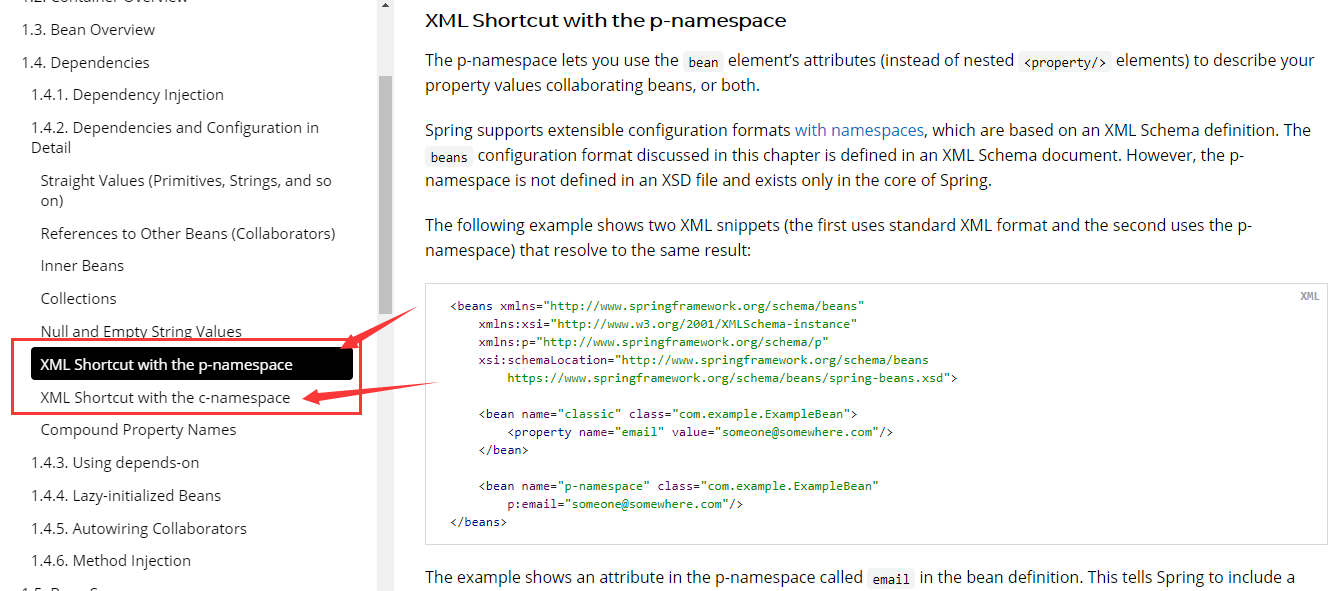 1.2. Container Overview
1.3. Bean Overview
1.4. Dependencies
1.4.1. Dependency Injection
1.4.2. Dependencies and Configuration in
Detail
Straight Values (Primitives, Strings, and so
on)
References to Other Beans (Collaborators)
Inner Beans
Collections
Null and Empty String Values
XML Shortcut with the p-namespace
XML Shortcut with the c-namespace
Compound Property Names
1.4.3. Using depends-on
1.4.4. Lazy-initialized Beans
1.4.5. Autowiring Collaborators
1.4.6. Method Injection
XML Shortcut with the p-namespace
The p-namespace lets you use the bean element’s attributes (instead of nested <property/> elements) to describe your
property values collaborating beans, or both.
Spring supports extensible configuration formats with namespaces, which are based on an XML Schema definition. The
beans configuration format discussed in this chapter is defined in an XML Schema document. However, the p-
namespace is not defined in an XSD file and exists only in the core of Spring.
The following example shows two XML snippets (the first uses standard XML format and the second uses the p-
namespace) that resolve to the same result:
XML
<beans xmlns="http://www.springframework.org/schema/beans"
xmlns:xsi="http://www.w3.org/2001/XMLSchema-instance"
xmlns:p="http://www.springframework.org/schema/p"
xsi:schemaLocation="http://www.springframework.org/schema/beans
https://www.springframework.org/schema/beans/spring-beans.xsd">
<bean name="classic" class="com.example.ExampleBean">
<property name="email" value="someone@somewhere.com"/>
</bean>
<bean name="p-namespace" class="com.example.ExampleBean"
p:email="someone@somewhere.com"/>
</beans>
The example shows an attribute in the p-namespace called email in the bean definition. This tells Spring to include a